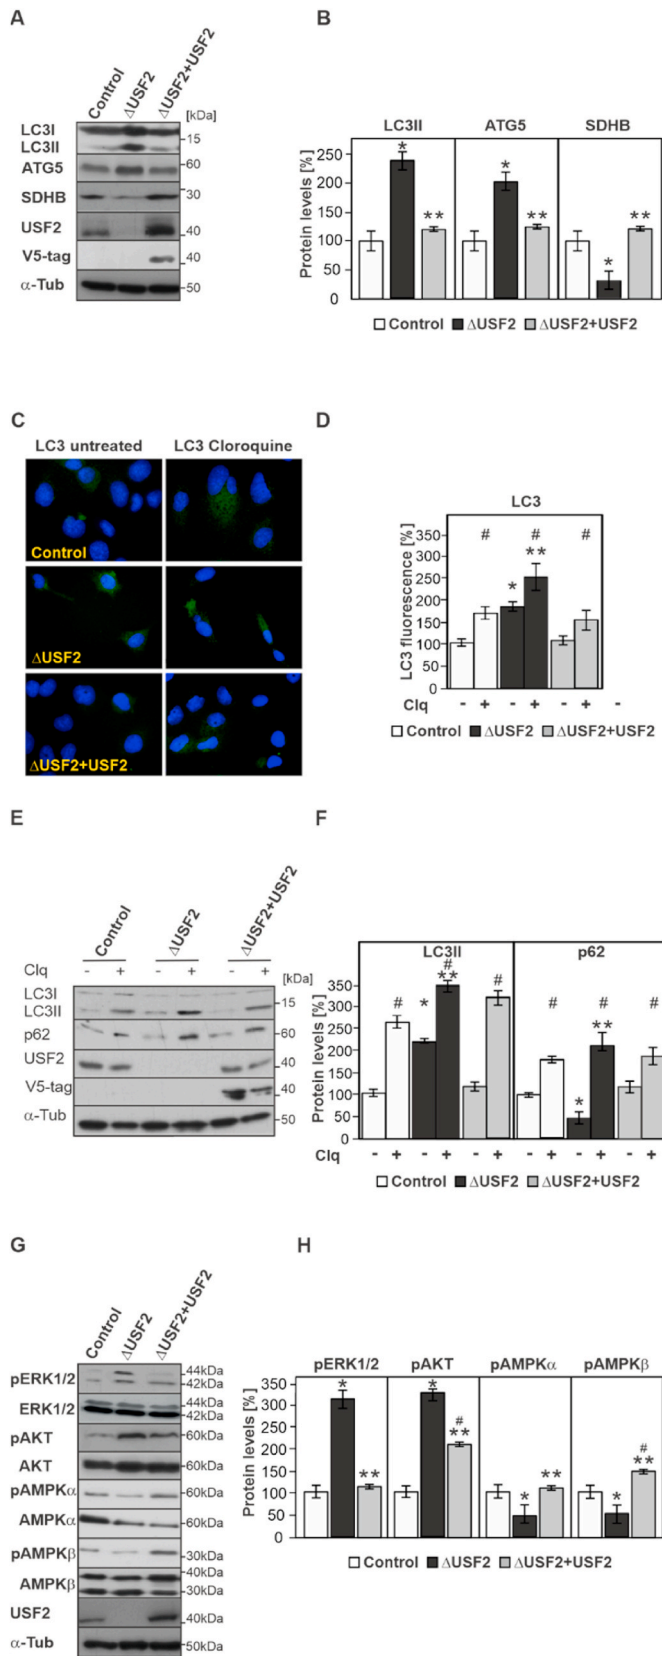 A
Control
ΔUSF2
ΔUSF2+USF2
[kDa]
LC3I
LC3II
15
ATG5
60
SDHB
30
USF2
40
V5-tag
40
α-Tub
50
B
LC3II
ATG5
SDHB
Protein levels [%]
250
200
150
100
50
0
*
**
*
**
*
**
Control
ΔUSF2
ΔUSF2+USF2
C
LC3 untreated
LC3 Cloroquine
Control
ΔUSF2
ΔUSF2+USF2
D
LC3
LC3 fluorescence [%]
350
300
250
200
150
100
50
0
#
*
#
**
#
Clq
- + - + - + -
Control
ΔUSF2
ΔUSF2+USF2
E
Control
ΔUSF2
ΔUSF2+USF2
Clq
- + - + - +
[kDa]
LC3I
LC3II
15
p62
60
USF2
40
V5-tag
40
α-Tub
50
F
LC3II
p62
Protein levels [%]
350
300
250
200
150
100
50
0
#
*
#
**
#
#
*
#
**
#
Clq
- + - + - + - + - + - +
Control
ΔUSF2
ΔUSF2+USF2
G
Control
ΔUSF2
ΔUSF2+USF2
pERK1/2
44kDa
42kDa
ERK1/2
44kDa
42kDa
pAKT
60kDa
AKT
60kDa
pAMPKα
60kDa
AMPKα
60kDa
pAMPKβ
30kDa
AMPKβ
40kDa
30kDa
USF2
40kDa
α-Tub
50kDa
H
pERK1/2
pAKT
pAMPKα
pAMPKβ
Protein levels [%]
350
300
250
200
150
100
50
0
*
**
*
#
**
*
**
*
#
**
Control
ΔUSF2
ΔUSF2+USF2